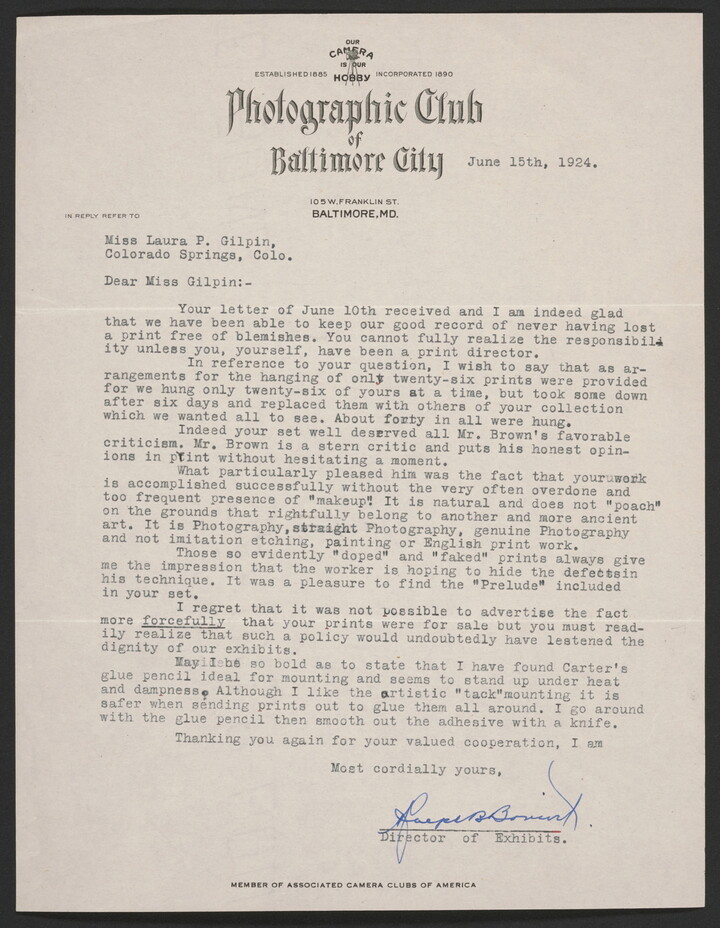 OUR
CAMERA
IS OUR
ESTABLISHED 1885 HOBBY INCORPORATED 1890
Photographic Club
of
Baltimore City
June 15th, 1924.
105 W. FRANKLIN ST.
BALTIMORE, MD.
IN REPLY REFER TO
Miss Laura P. Gilpin,
Colorado Springs, Colo.
Dear Miss Gilpin:-
Your letter of June 10th received and I am indeed glad
that we have been able to keep our good record of never having lost
a print free of blemishes. You cannot fully realize the responsibil
ity unless you, yourself, have been a print director.
In reference to your question, I wish to say that as ar-
rangements for the hanging of only twenty-six prints were provided
for we hung only twenty-six of yours at a time, but took some down
after six days and replaced them with others of your collection
which we wanted all to see. About forty in all were hung.
Indeed your set well deserved all Mr. Brown's favorable
criticism. Mr. Brown is a stern critic and puts his honest opin-
ions in print without hesitating a moment.
What particularly pleased him was the fact that your work
is accomplished successfully without the very often overdone and
too frequent presence of "makeup". It is natural and does not "poach"
on the grounds that rightfully belong to another and more ancient
art. It is Photography, straight Photography, genuine Photography
and not imitation etching, painting or English print work.
Those so evidently "doped" and "faked" prints always give
me the impression that the worker is hoping to hide the defectsin
his technique. It was a pleasure to find the "Prelude" included
in your set.
I regret that it was not possible to advertise the fact
more forcefully that your prints were for sale but you must read-
ily realize that such a policy would undoubtedly have lestened the
dignity of our exhibits.
May I be so bold as to state that I have found Carter's
glue pencil ideal for mounting and seems to stand up under heat
and dampness. Although I like the artistic "tack"mounting it is
safer when sending prints out to glue them all around. I go around
with the glue pencil then smooth out the adhesive with a knife.
Thanking you again for your valued cooperation, I am
Most cordially yours,
Director of Exhibits.
MEMBER OF ASSOCIATED CAMERA CLUBS OF AMERICA